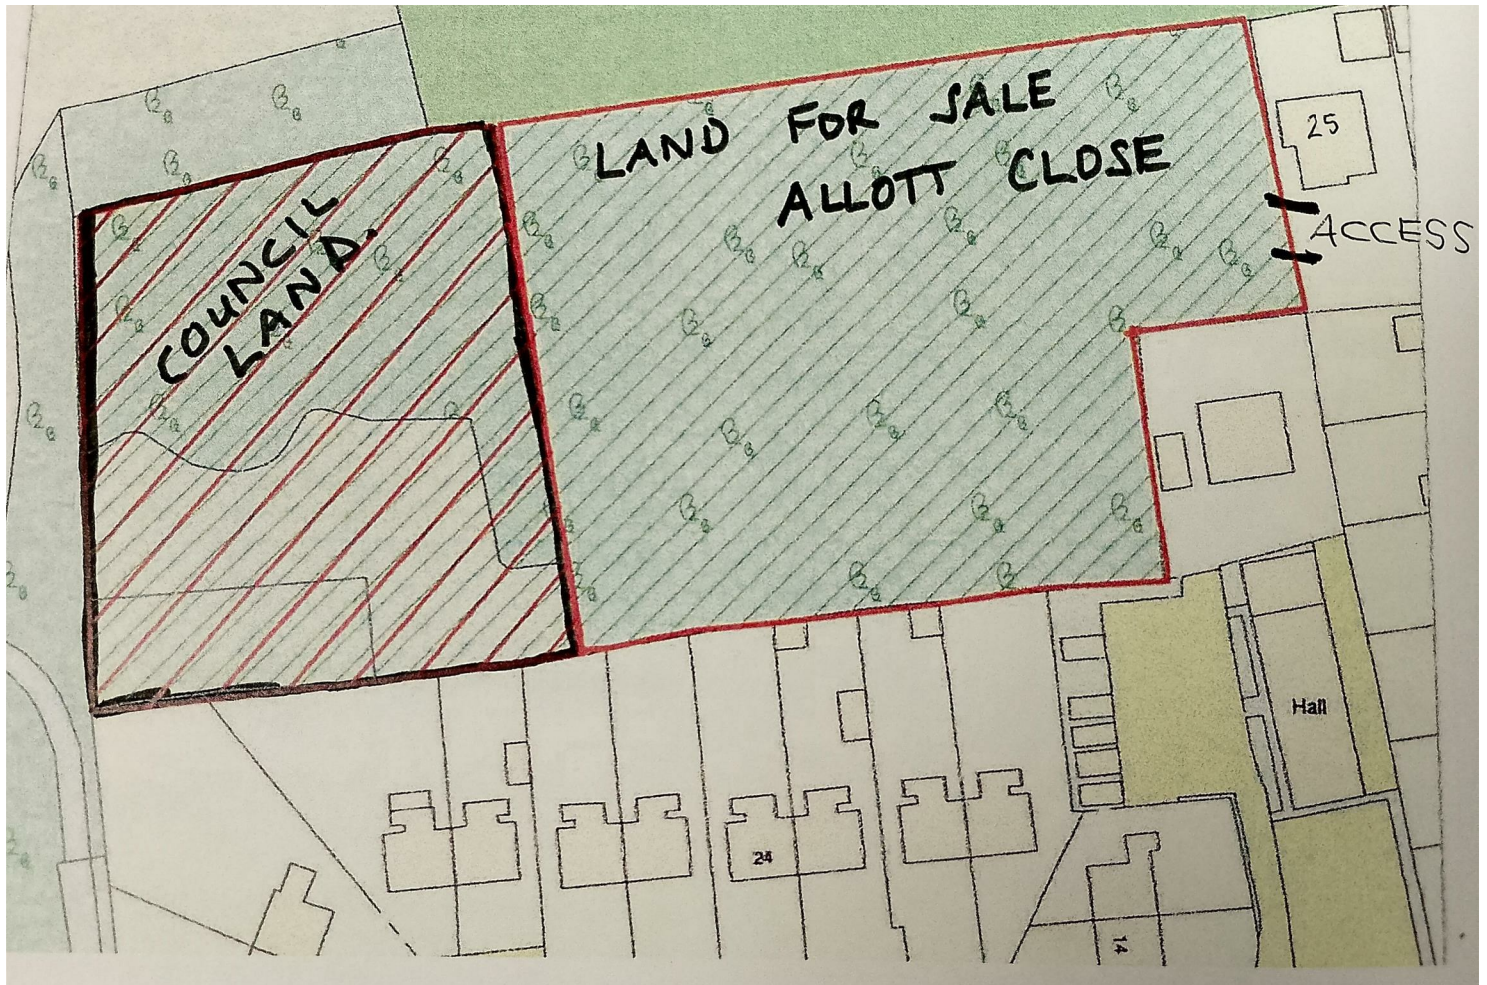 LAND FOR SALE
ALLOTT CLOSE
25
ACCESS
COUNCIL
LAND.
Hall
24
14